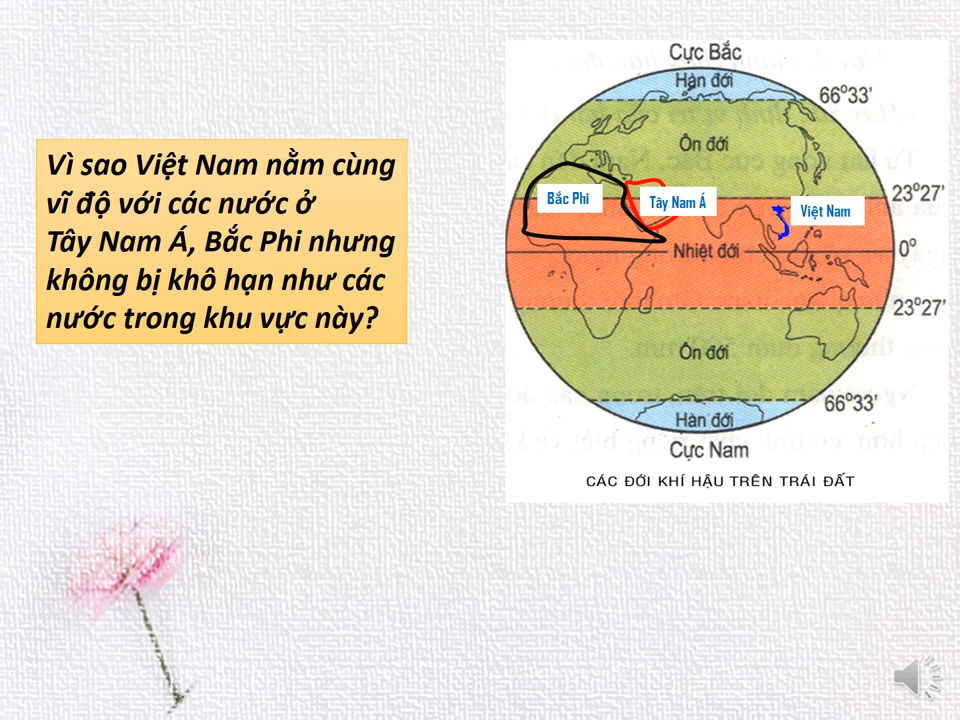 Vì sao Việt Nam nằm cùng
vĩ độ với các nước ở
Tây Nam Á, Bắc Phi nhưng
không bị khô hạn như các
nước trong khu vực này?
Cực Bắc
Hàn đới
66°33'
Ôn đới
23°27'
Bắc Phi
Tây Nam Á
Việt Nam
Nhiệt đới
0°
23°27'
Ôn đới
66°33'
Hàn đới
Cực Nam
CÁC ĐỚI KHÍ HẬU TRÊN TRÁI ĐẤT